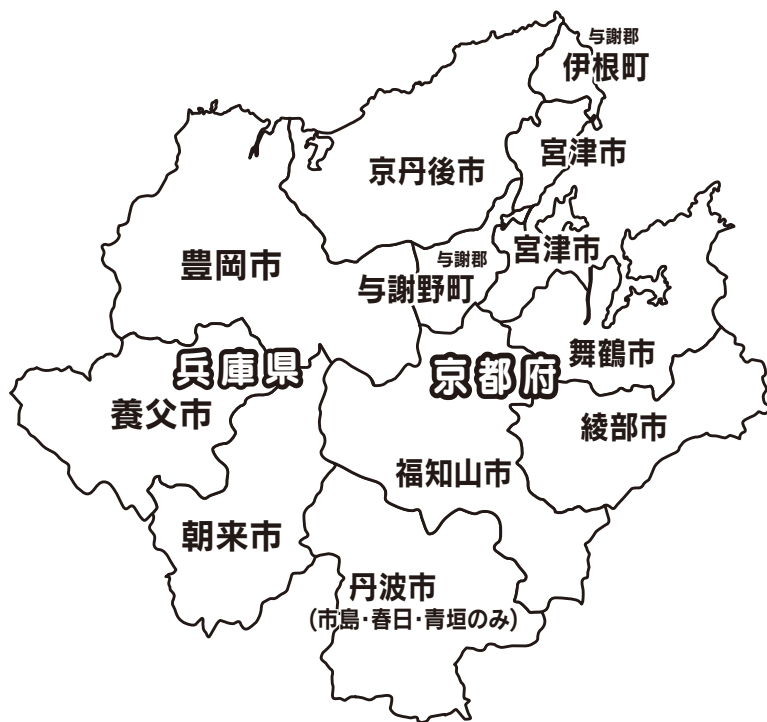 与謝郡
伊根町
宮津市
京丹後市
宮津市
与謝郡
与謝野町
豊岡市
舞鶴市
兵庫県
京都府
養父市
綾部市
福知山市
朝来市
丹波市
(市島・春日・青垣のみ)